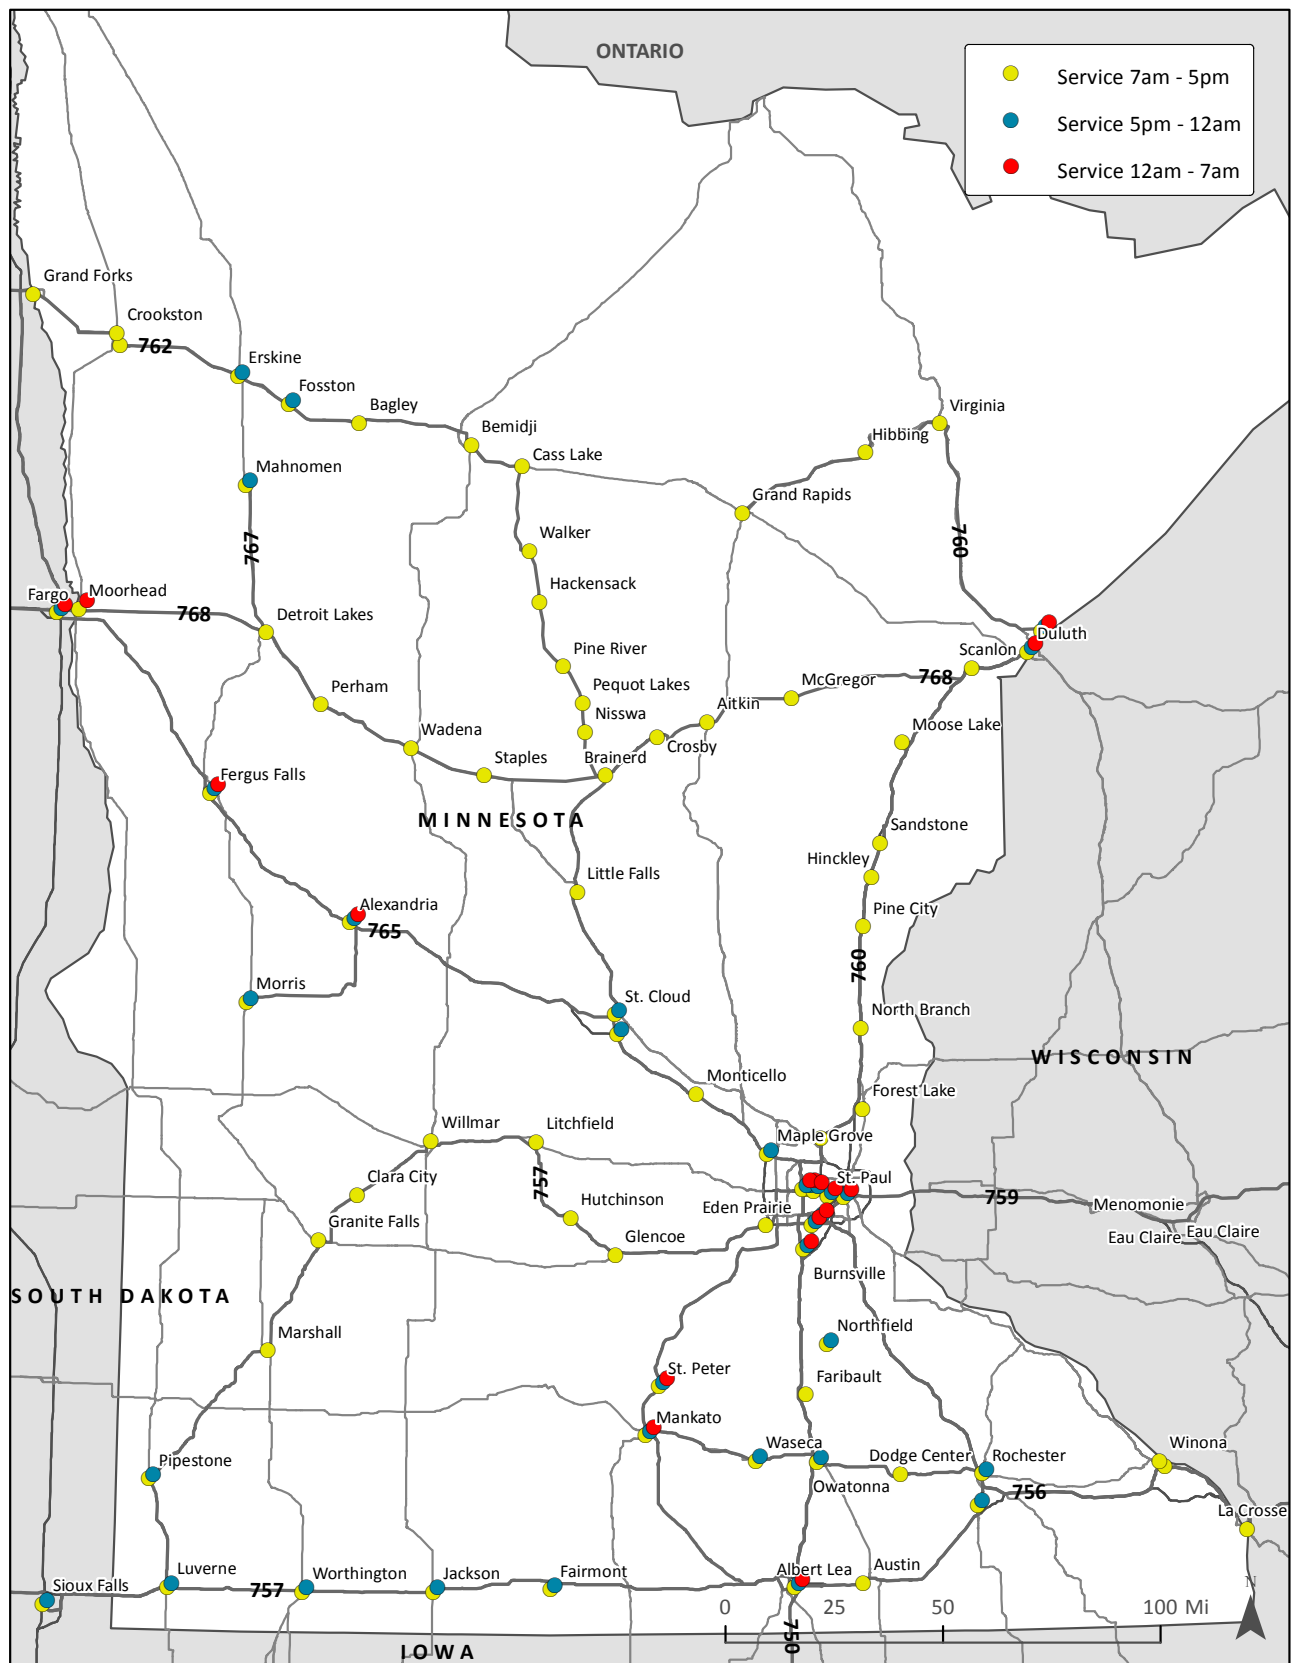 ONTARIO
Service 7am - 5pm
Service 5pm - 12am
Service 12am - 7am
Grand Forks
Crookston
762
Erskine
Fosston
Bagley
Virginia
Bemidji
Hibbing
Cass Lake
Mahnomen
Grand Rapids
Walker
760
767
Hackensack
Fargo
Moorhead
768
Detroit Lakes
Duluth
Scanlon
Pine River
768
McGregor
Pequot Lakes
Perham
Aitkin
Nisswa
Moose Lake
Wadena
Crosby
Staples
Brainerd
Fergus Falls
MINNESOTA
Sandstone
Hinckley
Little Falls
Alexandria
Pine City
765
760
Morris
St. Cloud
North Branch
WISCONSIN
Monticello
Forest Lake
Willmar
Litchfield
Maple Grove
Clara City
757
St. Paul
759
Hutchinson
Menomonie
Eden Prairie
Granite Falls
Eau Claire
Eau Claire
Glencoe
Burnsville
SOUTH DAKOTA
Northfield
Marshall
St. Peter
Faribault
Mankato
Waseca
Winona
Dodge Center
Rochester
Pipestone
Owatonna
756
La Crosse
Luverne
Worthington
Jackson
Fairmont
Albert Lea
Austin
Sioux Falls
757
N
0 25 50 100 Mi
750
IOWA